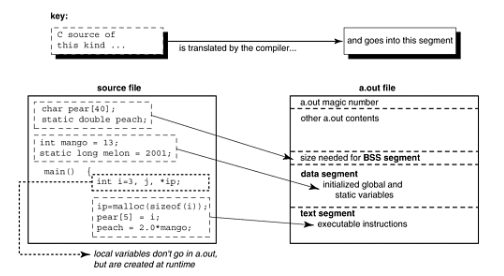 key:
C source of
this kind ...
is translated by the compiler...
and goes into this segment
source file
char pear[40];
static double peach;
int mango = 13;
static long melon = 2001;
main() {
int i=3, j, *ip;
ip=malloc(sizeof(i));
pear[5] = i;
peach = 2.0*mango;
local variables don't go in a.out,
but are created at runtime
a.out file
a.out magic number
other a.out contents
size needed for BSS segment
data segment
initialized global and
static variables
text segment
executable instructions